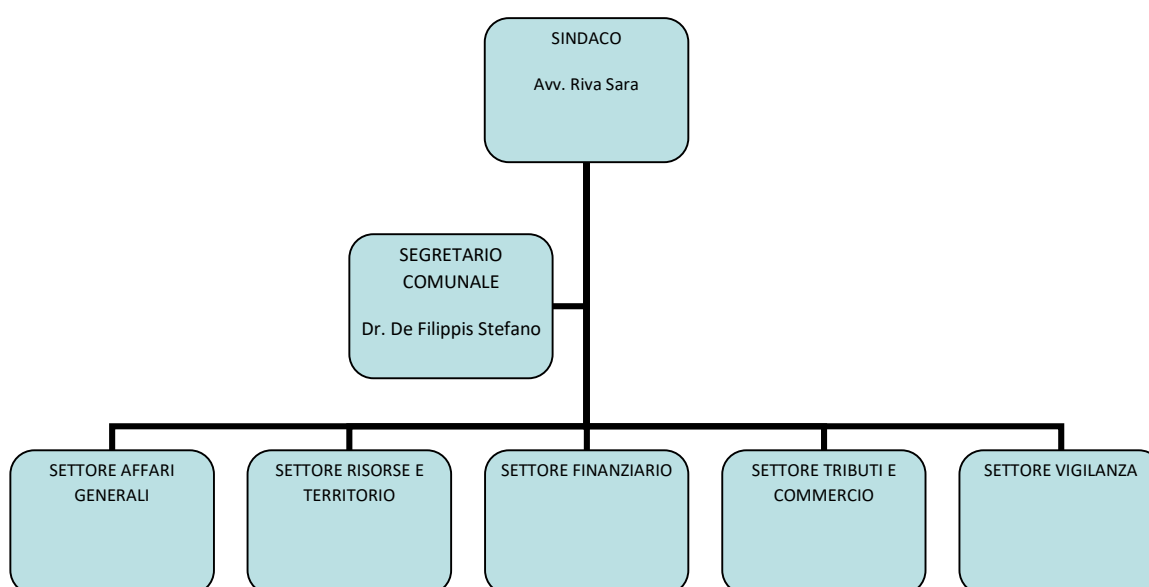 SINDACO
Avv. Riva Sara
SEGRETARIO
COMUNALE
Dr. De Filippis Stefano
SETTORE AFFARI
GENERALI
SETTORE RISORSE E
TERRITORIO
SETTORE FINANZIARIO
SETTORE TRIBUTI E
COMMERCIO
SETTORE VIGILANZA